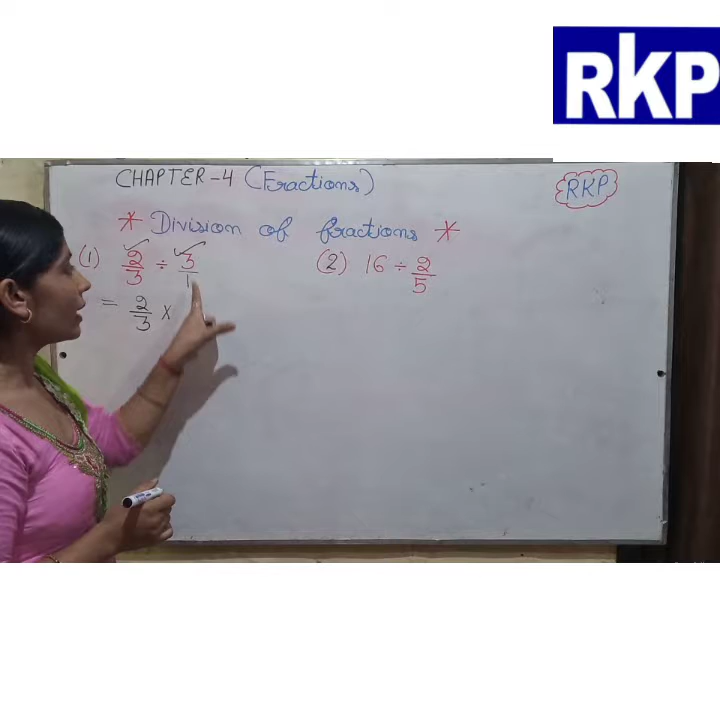 RKP
CHAPTER-4 (Fractions)
RKP
* Division of fractions *
(1) 2/3 ÷ 3/1
(2) 16 ÷ 2/5
= 2/3 ×